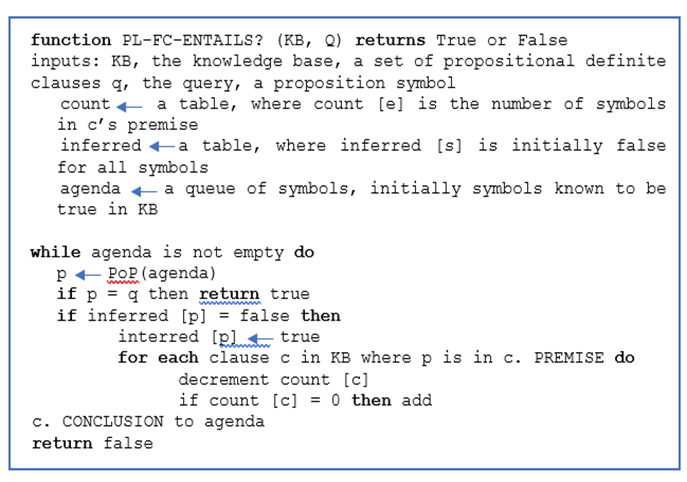 function PL-FC-ENTAILS? (KB, Q) returns True or False
inputs: KB, the knowledge base, a set of propositional definite
clauses q, the query, a proposition symbol
count ← a table, where count [e] is the number of symbols
in c’s premise
inferred ← a table, where inferred [s] is initially false
for all symbols
agenda ← a queue of symbols, initially symbols known to be
true in KB
while agenda is not empty do
p ← PoP(agenda)
if p = q then return true
if inferred [p] = false then
interred [p] ← true
for each clause c in KB where p is in c. PREMISE do
decrement count [c]
if count [c] = 0 then add
c. CONCLUSION to agenda
return false